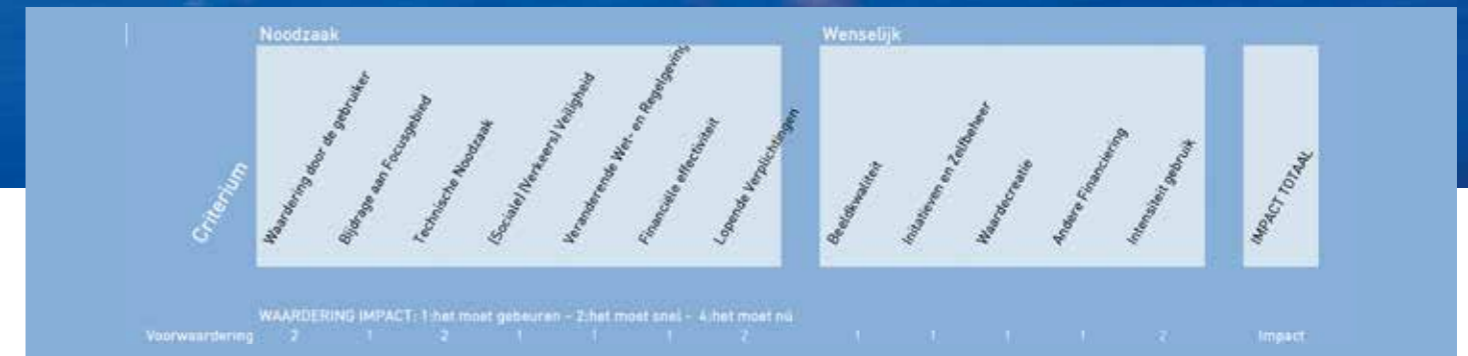 Noodzaak
Wenselijk
Criterium
Waardering door de gebruiker
Bijdrage aan Focusgebied
Technische Noodzaak
(Sociale) (Verkeers) Veiligheid
Veranderende Wet- en Regelgeving
Financiële effectiviteit
Lopende Verplichtingen
Beeldkwaliteit
Initatieven en Zelfbeheer
Waardecreatie
Andere Financiering
Intensiteit gebruik
IMPACT TOTAAL
WAARDERING IMPACT: 1:het moet gebeuren - 2:het moet snel - 4:het moet nú
Voorwaardering 2 1 2 1 1 1 2 1 1 1 1 2 Impact